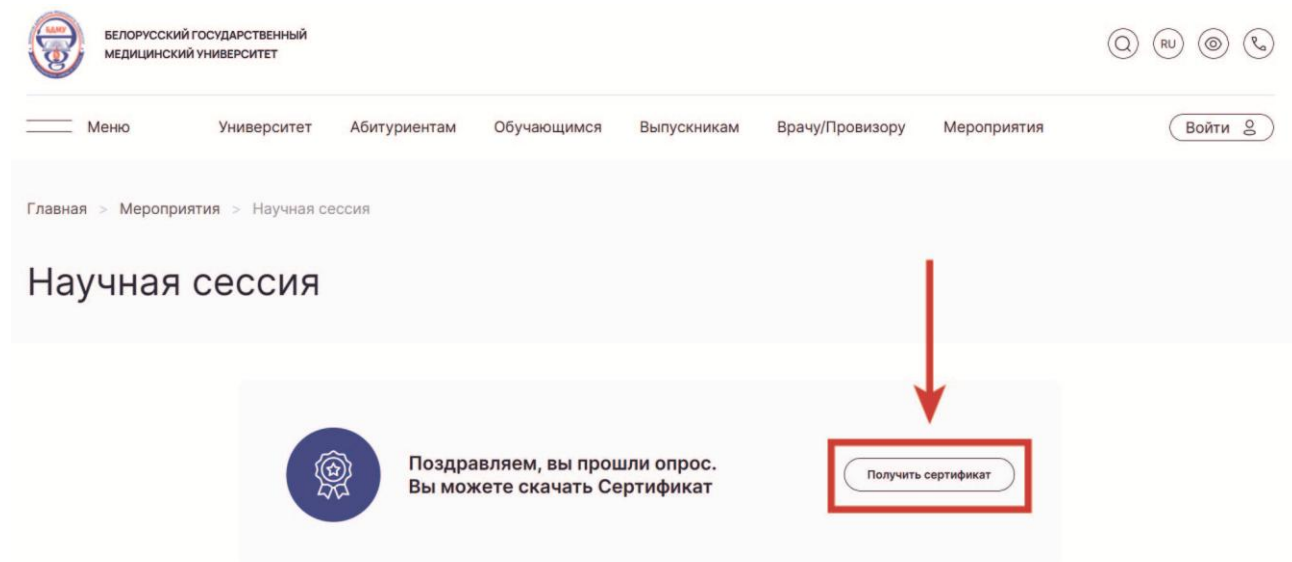 БДМУ
БЕЛОРУССКИЙ ГОСУДАРСТВЕННЫЙ
МЕДИЦИНСКИЙ УНИВЕРСИТЕТ
RU
Меню Университет Абитуриентам Обучающимся Выпускникам Врачу/Провизору Мероприятия Войти
Главная > Мероприятия > Научная сессия
Научная сессия
Поздравляем, вы прошли опрос.
Вы можете скачать Сертификат
Получить сертификат